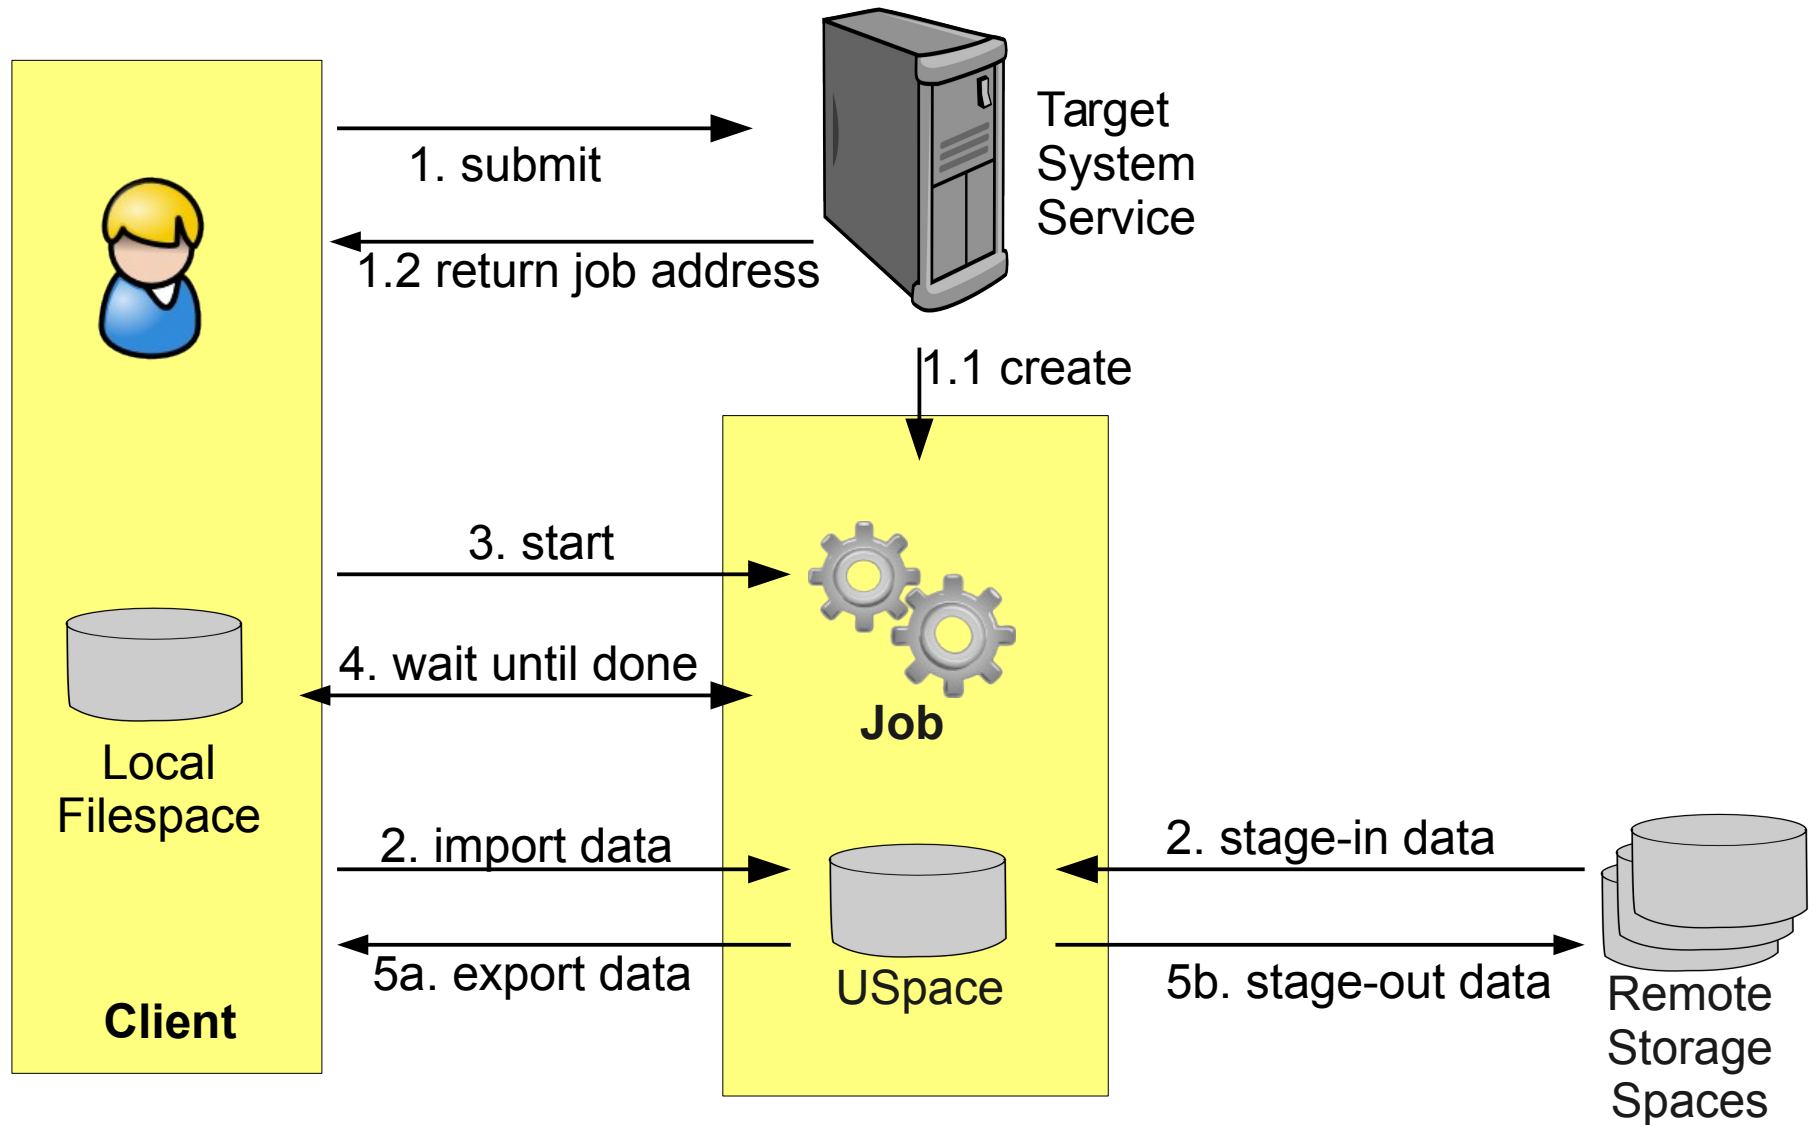 Target
System
Service
1. submit
1.2 return job address
1.1 create
3. start
4. wait until done
Job
Local
Filespace
2. import data
2. stage-in data
5a. export data
USpace
5b. stage-out data
Client
Remote
Storage
Spaces